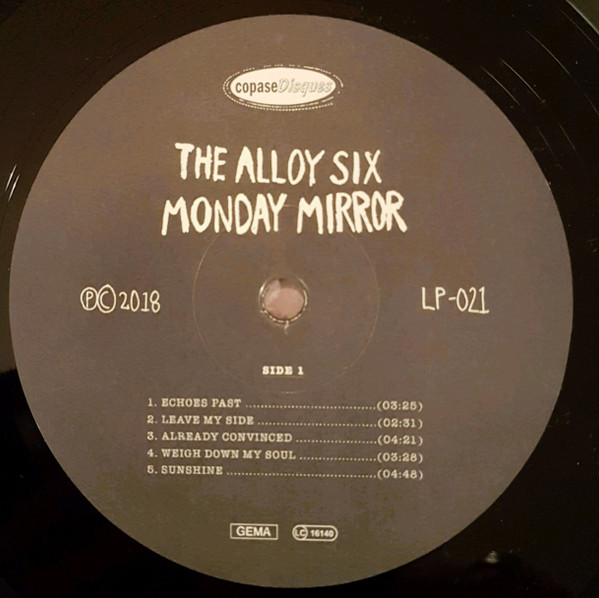 copaseDisques
THE ALLOY SIX
MONDAY MIRROR
ⓅⒸ 2018
LP-021
SIDE 1
1. ECHOES PAST ................................(03:25)
2. LEAVE MY SIDE .............................(02:31)
3. ALREADY CONVINCED ...................(04:21)
4. WEIGH DOWN MY SOUL ..................(03:28)
5. SUNSHINE ....................................(04:48)
GEMA
LC 16140